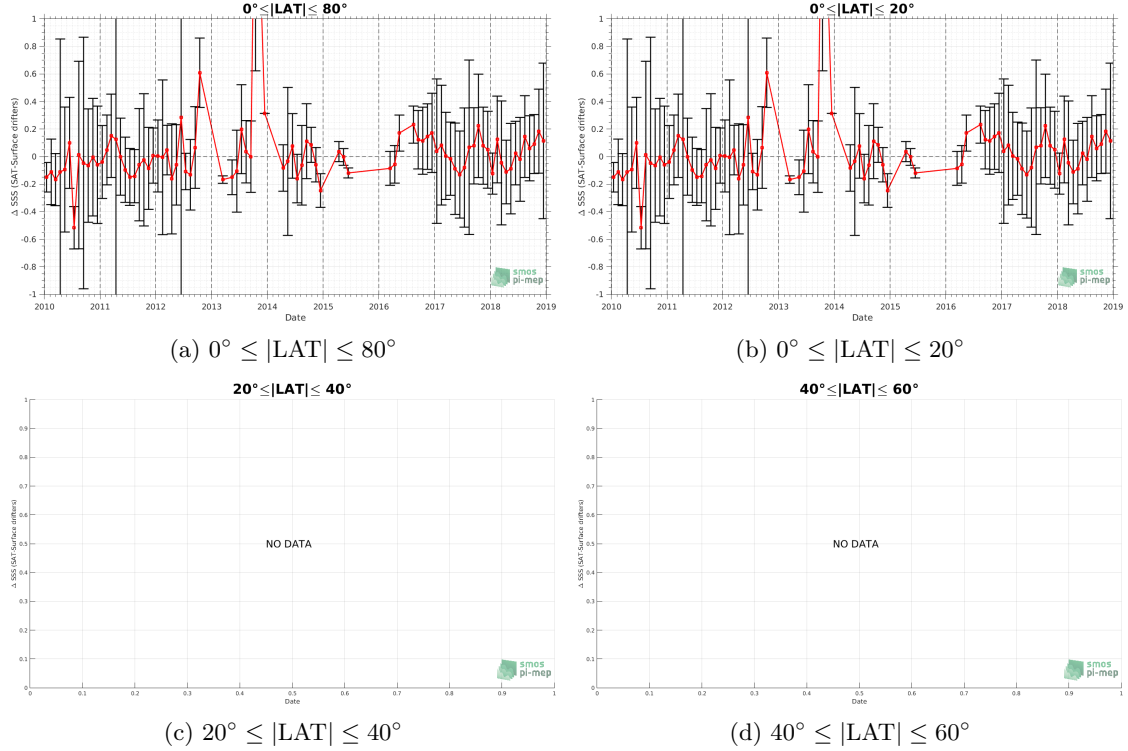 0°≤|LAT|≤ 80°
Δ SSS (SAT-Surface drifters)
1
0.8
0.6
0.4
0.2
0
-0.2
-0.4
-0.6
-0.8
-1
2010 2011 2012 2013 2014 2015 2016 2017 2018 2019
Date
smos
pi-mep
(a) 0° ≤ |LAT| ≤ 80°
0°≤|LAT|≤ 20°
Δ SSS (SAT-Surface drifters)
1
0.8
0.6
0.4
0.2
0
-0.2
-0.4
-0.6
-0.8
-1
2010 2011 2012 2013 2014 2015 2016 2017 2018 2019
Date
smos
pi-mep
(b) 0° ≤ |LAT| ≤ 20°
20°≤|LAT|≤ 40°
Δ SSS (SAT-Surface drifters)
1
0.9
0.8
0.7
0.6
0.5
0.4
0.3
0.2
0.1
0
NO DATA
0 0.1 0.2 0.3 0.4 0.5 0.6 0.7 0.8 0.9 1
Date
smos
pi-mep
(c) 20° ≤ |LAT| ≤ 40°
40°≤|LAT|≤ 60°
Δ SSS (SAT-Surface drifters)
1
0.9
0.8
0.7
0.6
0.5
0.4
0.3
0.2
0.1
0
NO DATA
0 0.1 0.2 0.3 0.4 0.5 0.6 0.7 0.8 0.9 1
Date
smos
pi-mep
(d) 40° ≤ |LAT| ≤ 60°